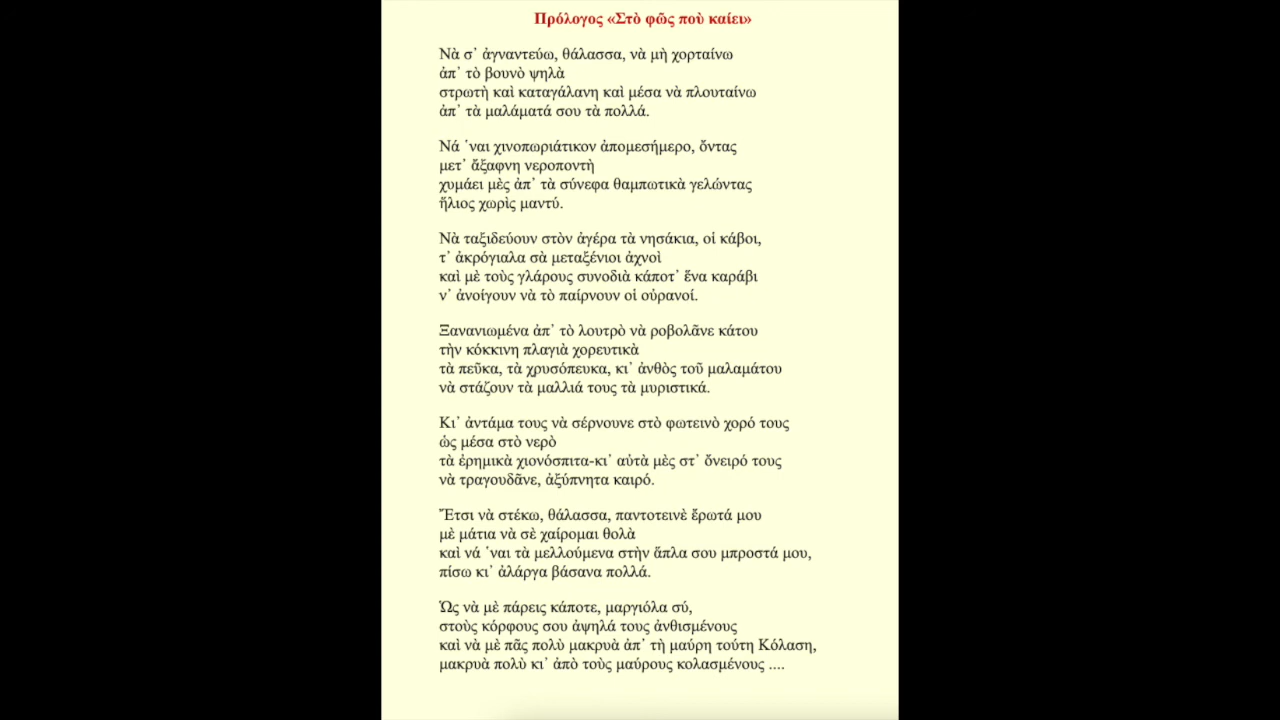 Πρόλογος «Στὸ φῶς ποὺ καίει»
Νὰ σ᾿ ἀγναντεύω, θάλασσα, νὰ μὴ χορταίνω
ἀπ᾿ τὸ βουνὸ ψηλὰ
στρωτὴ καὶ καταγάλανη καὶ μέσα νὰ πλουταίνω
ἀπ᾿ τὰ μαλάματά σου τὰ πολλά.
Νά ῾ναι χινοπωριάτικον ἀπομεσήμερο, ὄντας
μετ᾿ ἄξαφνη νεροποντὴ
χυμάει μὲς ἀπ᾿ τὰ σύνεφα θαμπωτικὰ γελώντας
ἥλιος χωρὶς μαντύ.
Νὰ ταξιδεύουν στὸν ἀγέρα τὰ νησάκια, οἱ κάβοι,
τ᾿ ἀκρόγιαλα σὰ μεταξένιοι ἀχνοὶ
καὶ μὲ τοὺς γλάρους συνοδιὰ κάποτ᾿ ἕνα καράβι
ν᾿ ἀνοίγουν νὰ τὸ παίρνουν οἱ οὐρανοί.
Ξανανιωμένα ἀπ᾿ τὸ λουτρὸ νὰ ροβολᾶνε κάτου
τὴν κόκκινη πλαγιὰ χορευτικὰ
τὰ πεῦκα, τὰ χρυσόπευκα, κι᾿ ἀνθὸς τοῦ μαλαμάτου
νὰ στάζουν τὰ μαλλιά τους τὰ μυριστικά.
Κι᾿ ἀντάμα τους νὰ σέρνουνε στὸ φωτεινὸ χορό τους
ὡς μέσα στὸ νερὸ
τὰ ἐρημικὰ χιονόσπιτα-κι᾿ αὐτὰ μὲς στ᾿ ὄνειρό τους
νὰ τραγουδᾶνε, ἀξύπνητα καιρό.
Ἔτσι νὰ στέκω, θάλασσα, παντοτεινὲ ἔρωτά μου
μὲ μάτια νὰ σὲ χαίρομαι θολὰ
καὶ νά ῾ναι τὰ μελλούμενα στὴν ἅπλα σου μπροστά μου,
πίσω κι᾿ ἀλάργα βάσανα πολλά.
Ὡς νὰ μὲ πάρεις κάποτε, μαργιόλα σύ,
στοὺς κόρφους σου ἀψηλά τους ἀνθισμένους
καὶ νὰ μὲ πᾶς πολὺ μακρυὰ ἀπ᾿ τὴ μαύρη τούτη Κόλαση,
μακρυὰ πολὺ κι᾿ ἀπὸ τοὺς μαύρους κολασμένους ....